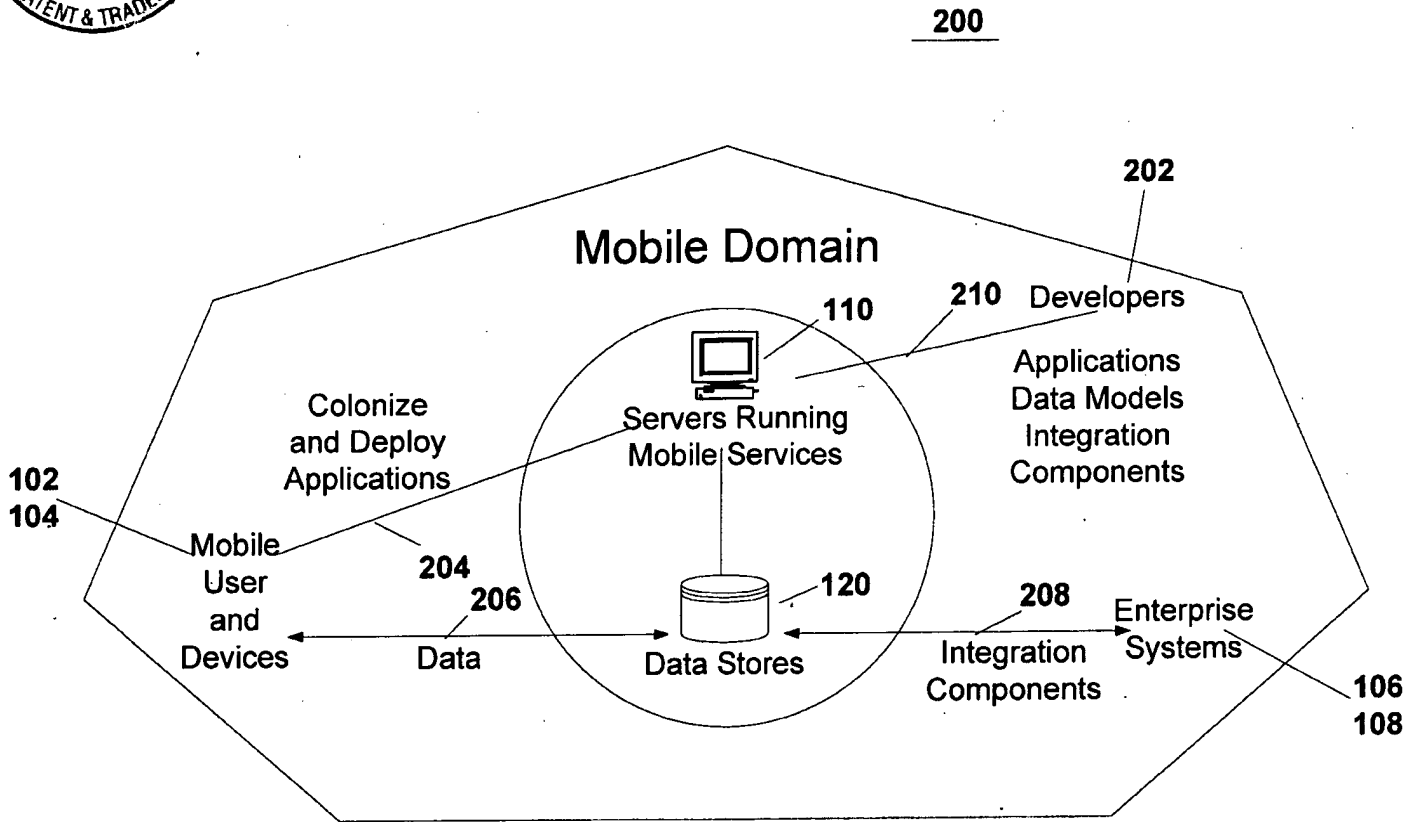 TENT & TRADE
200
202
Mobile Domain
210
Developers
110
Applications
Data Models
Integration
Components
Colonize
and Deploy
Applications
Servers Running
Mobile Services
102
104
204
Mobile
User
and
Devices
206
Data
120
Data Stores
208
Integration
Components
Enterprise
Systems
106
108